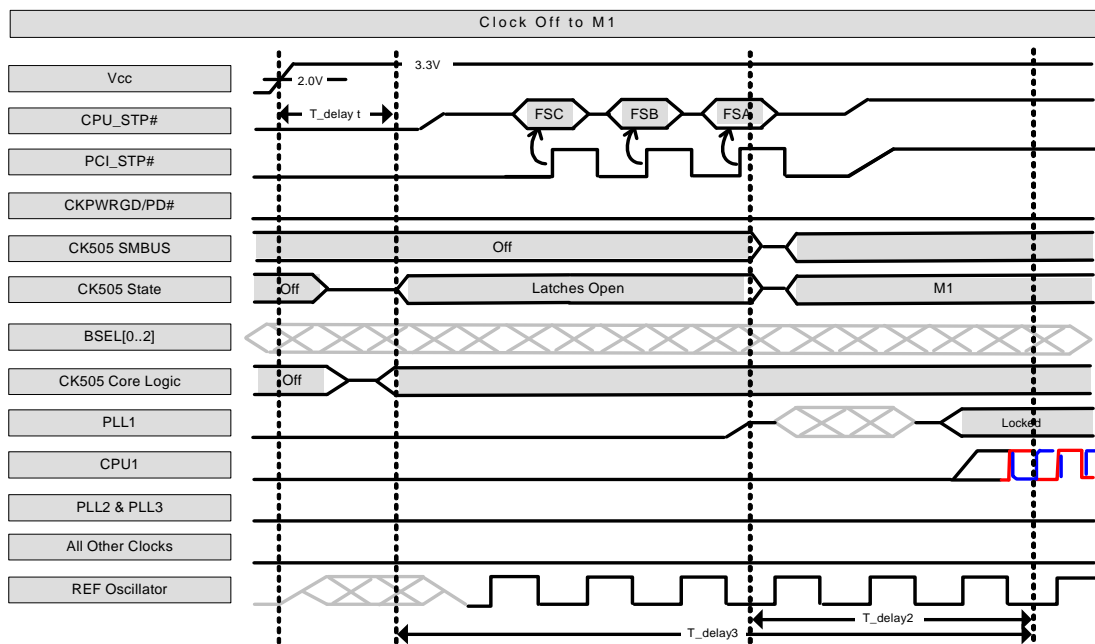 Clock Off to M1
Vcc
2.0V
3.3V
T_delay t
CPU_STP#
FSC
FSB
FSA
PCI_STP#
CKPWRGD/PD#
CK505 SMBUS
Off
CK505 State
Off
Latches Open
M1
BSEL[0..2]
CK505 Core Logic
Off
PLL1
Locked
CPU1
PLL2 & PLL3
All Other Clocks
REF Oscillator
T_delay2
T_delay3